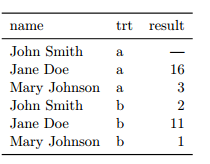 name trt result
John Smith a —
Jane Doe a 16
Mary Johnson a 3
John Smith b 2
Jane Doe b 11
Mary Johnson b 1